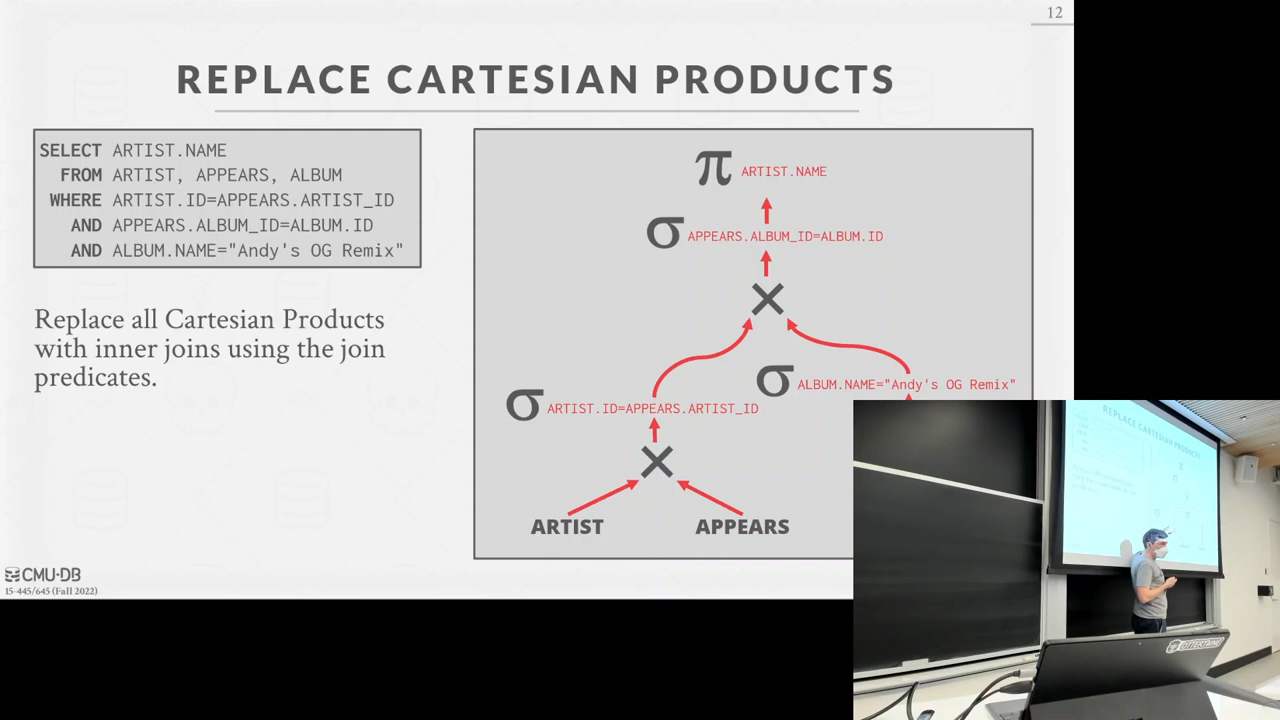 12
REPLACE CARTESIAN PRODUCTS
SELECT ARTIST.NAME
FROM ARTIST, APPEARS, ALBUM
WHERE ARTIST.ID=APPEARS.ARTIST_ID
AND APPEARS.ALBUM_ID=ALBUM.ID
AND ALBUM.NAME="Andy's OG Remix"
Replace all Cartesian Products
with inner joins using the join
predicates.
π ARTIST.NAME
σ APPEARS.ALBUM_ID=ALBUM.ID
×
σ ALBUM.NAME="Andy's OG Remix"
σ ARTIST.ID=APPEARS.ARTIST_ID
×
ARTIST APPEARS
CMU·DB
15-445/645 (Fall 2022)
REPLACE CARTESIAN PRODUCTS